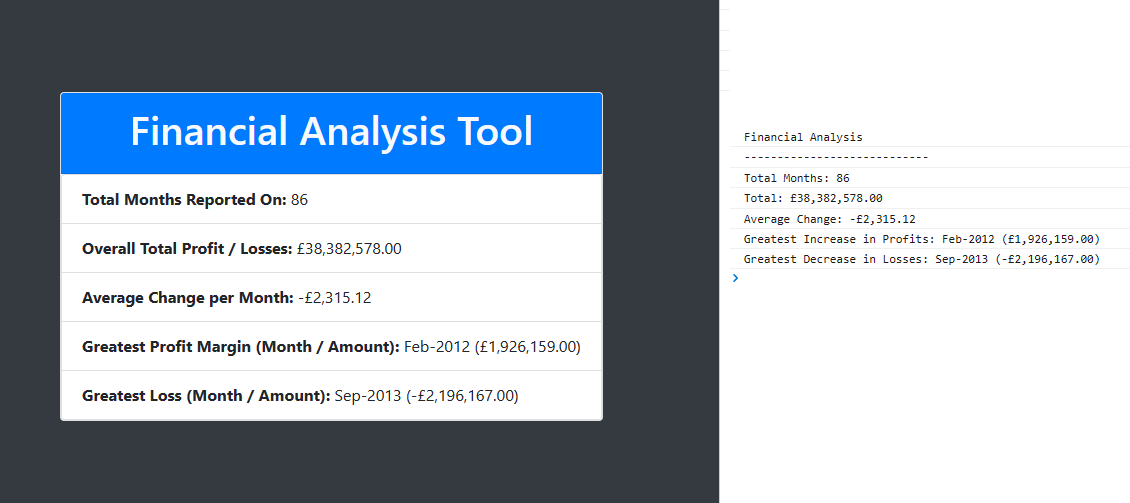 Financial Analysis Tool
Total Months Reported On: 86
Overall Total Profit / Losses: £38,382,578.00
Average Change per Month: -£2,315.12
Greatest Profit Margin (Month / Amount): Feb-2012 (£1,926,159.00)
Greatest Loss (Month / Amount): Sep-2013 (-£2,196,167.00)
Financial Analysis
----------------------------
Total Months: 86
Total: £38,382,578.00
Average Change: -£2,315.12
Greatest Increase in Profits: Feb-2012 (£1,926,159.00)
Greatest Decrease in Losses: Sep-2013 (-£2,196,167.00)